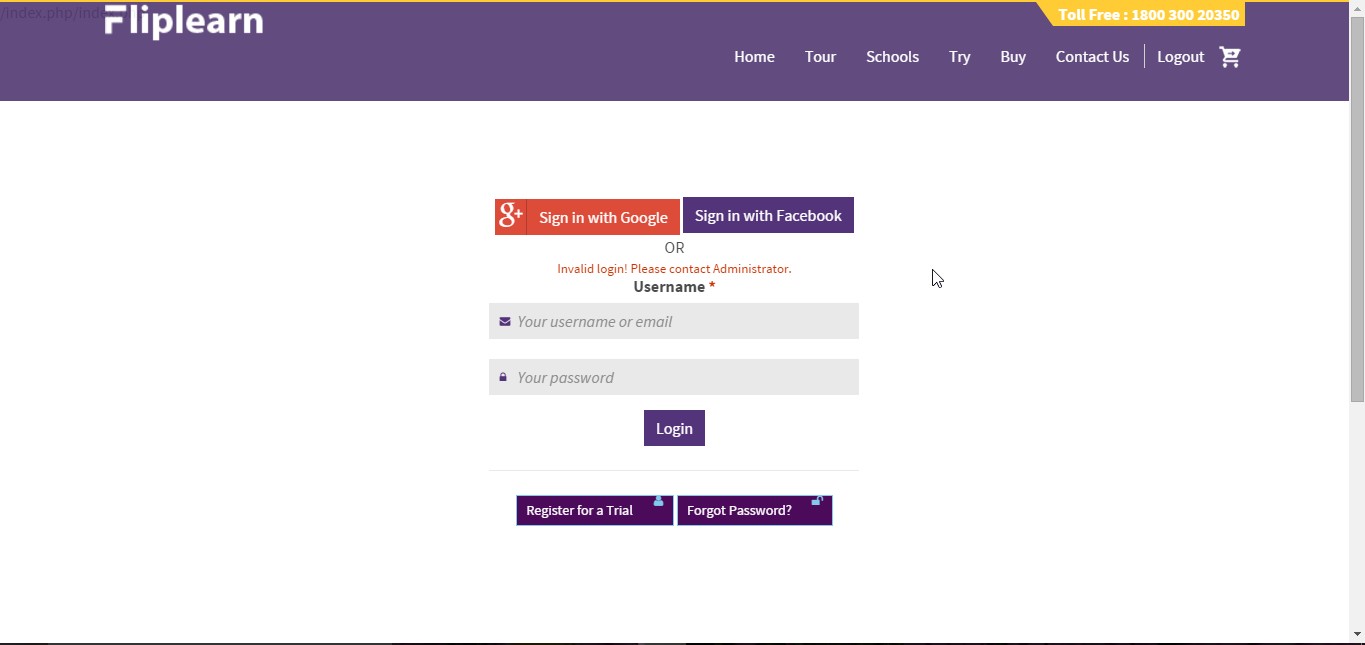 /index.php/index.p
Fliplearn
Toll Free : 1800 300 20350
Home Tour Schools Try Buy Contact Us Logout
g+ Sign in with Google Sign in with Facebook
OR
Invalid login! Please contact Administrator.
Username *
Your username or email
Your password
Login
Register for a Trial Forgot Password?